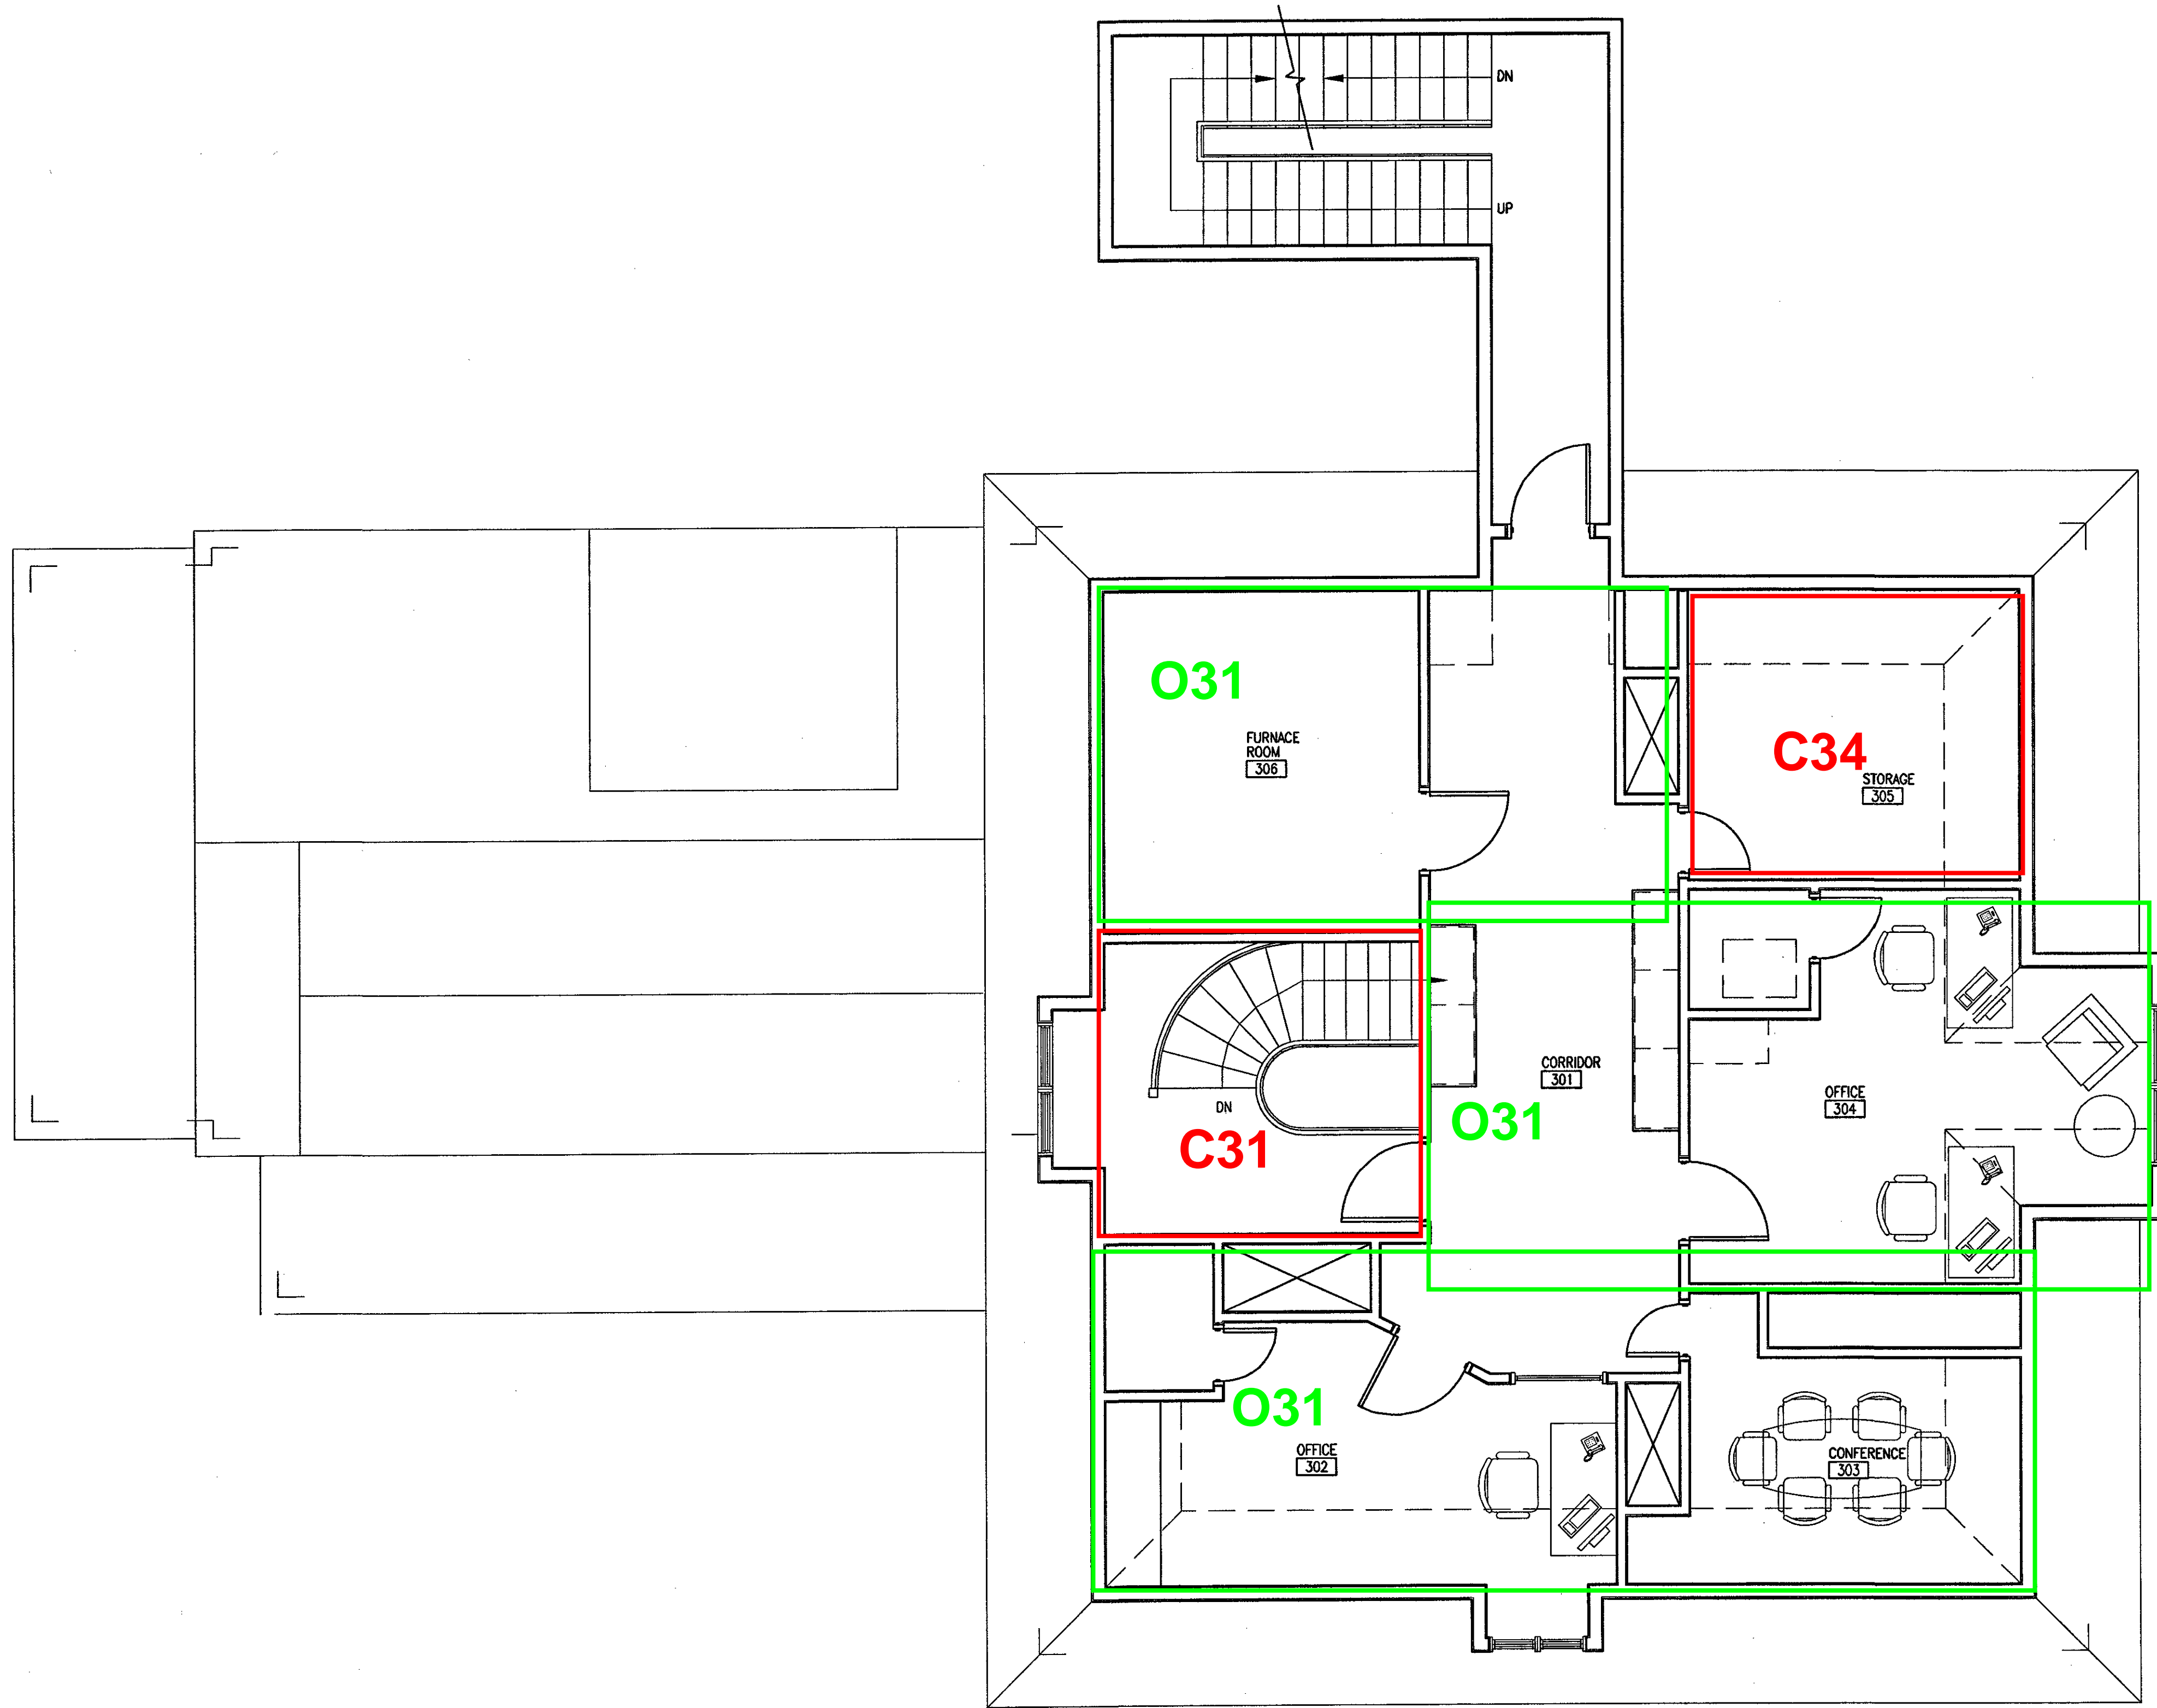 DN
UP
O31
FURNACE
ROOM
306
C34
STORAGE
305
CORRIDOR
301
OFFICE
304
O31
DN
C31
O31
OFFICE
302
CONFERENCE
303